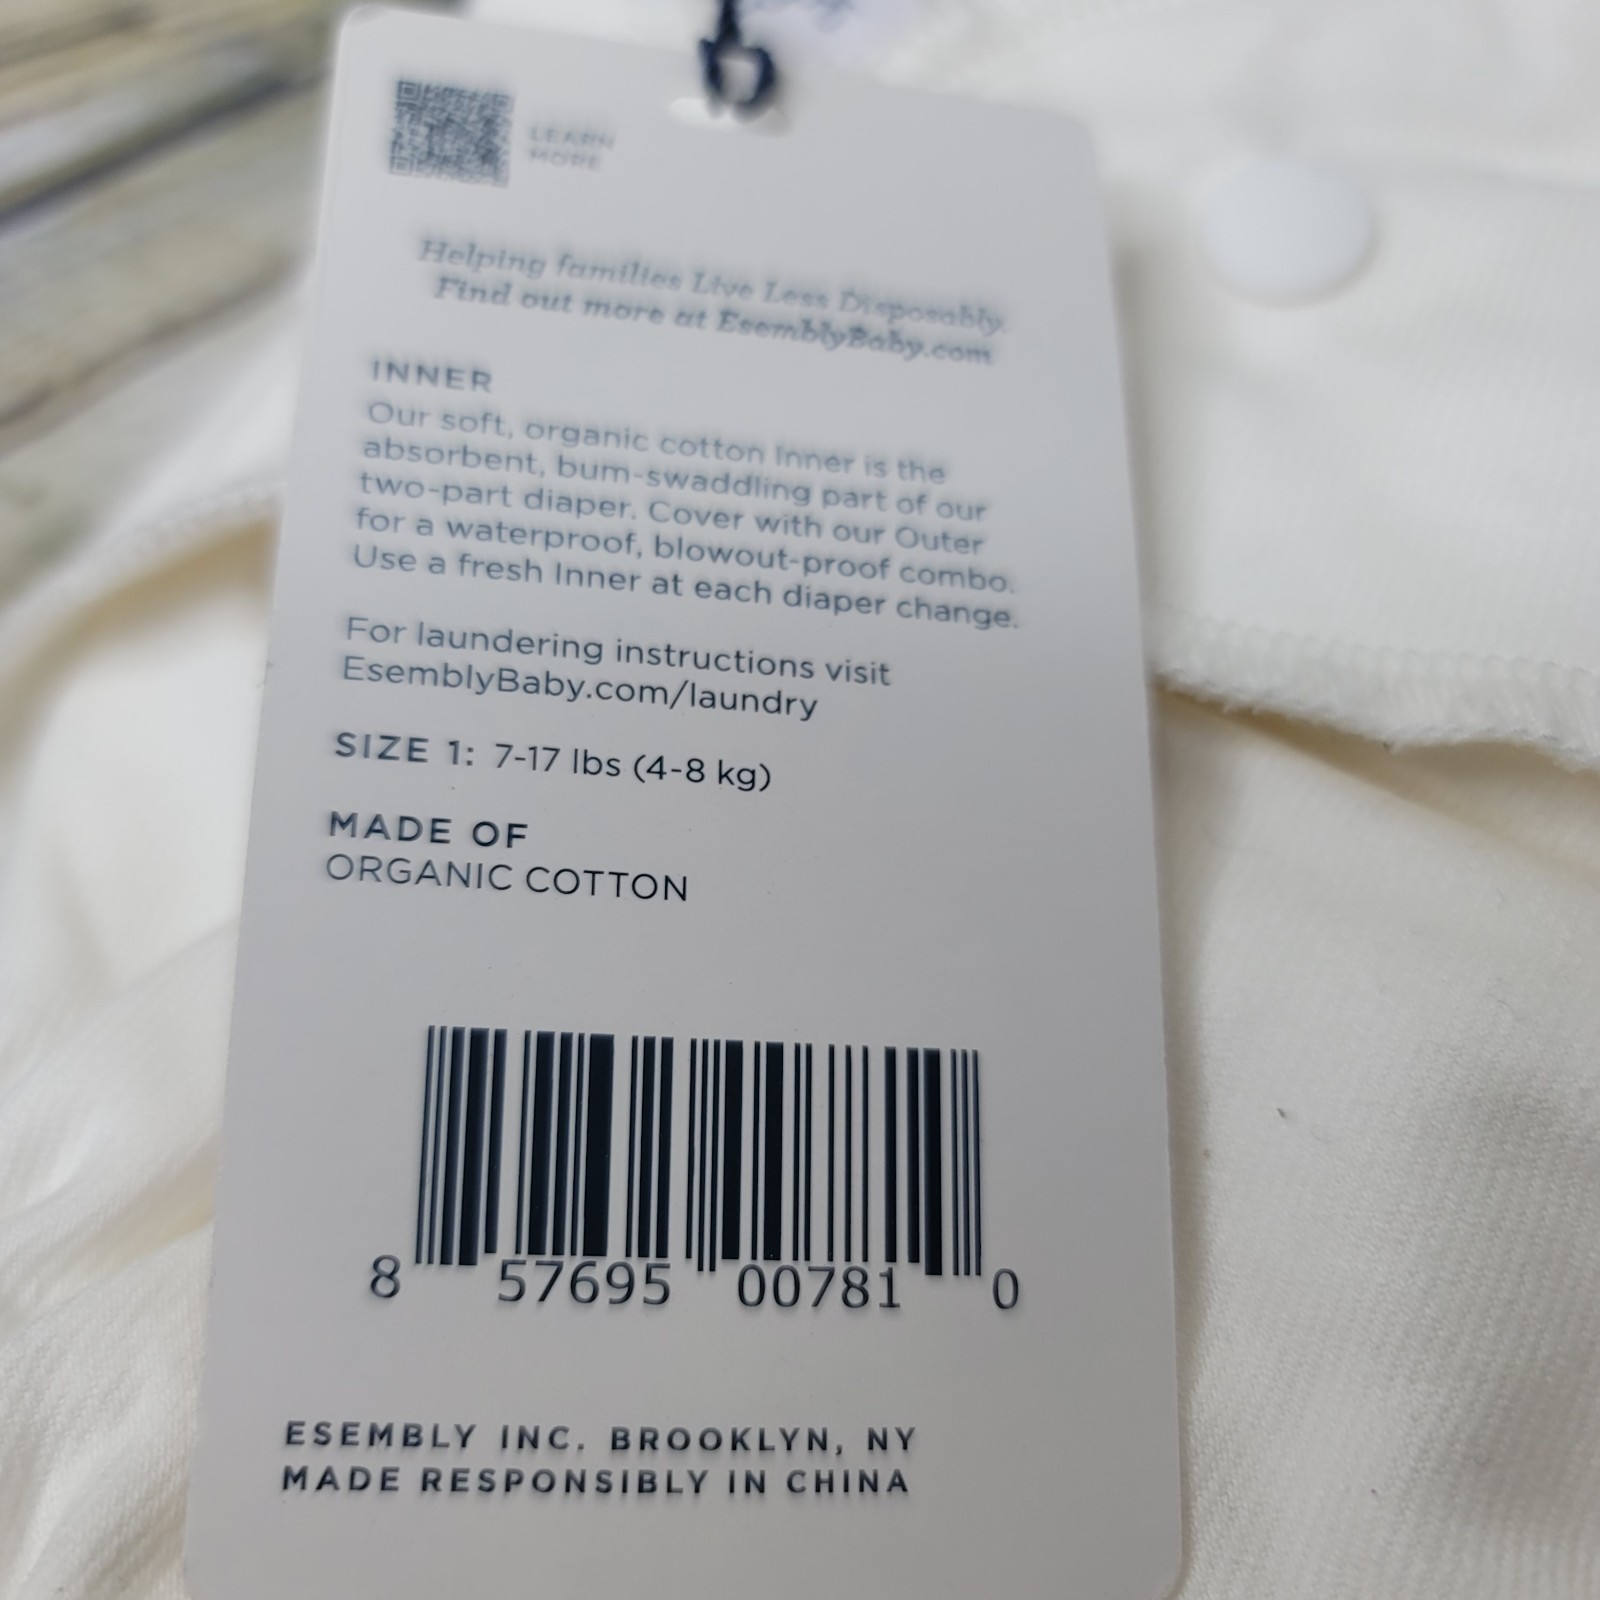 LEARN
MORE
Helping families Live Less Disposably.
Find out more at EsemblyBaby.com
INNER
Our soft, organic cotton Inner is the
absorbent, bum-swaddling part of our
two-part diaper. Cover with our Outer
for a waterproof, blowout-proof combo.
Use a fresh Inner at each diaper change.
For laundering instructions visit
EsemblyBaby.com/laundry
SIZE 1: 7-17 lbs (4-8 kg)
MADE OF
ORGANIC COTTON
8 57695 00781 0
ESEMBLY INC. BROOKLYN, NY
MADE RESPONSIBLY IN CHINA